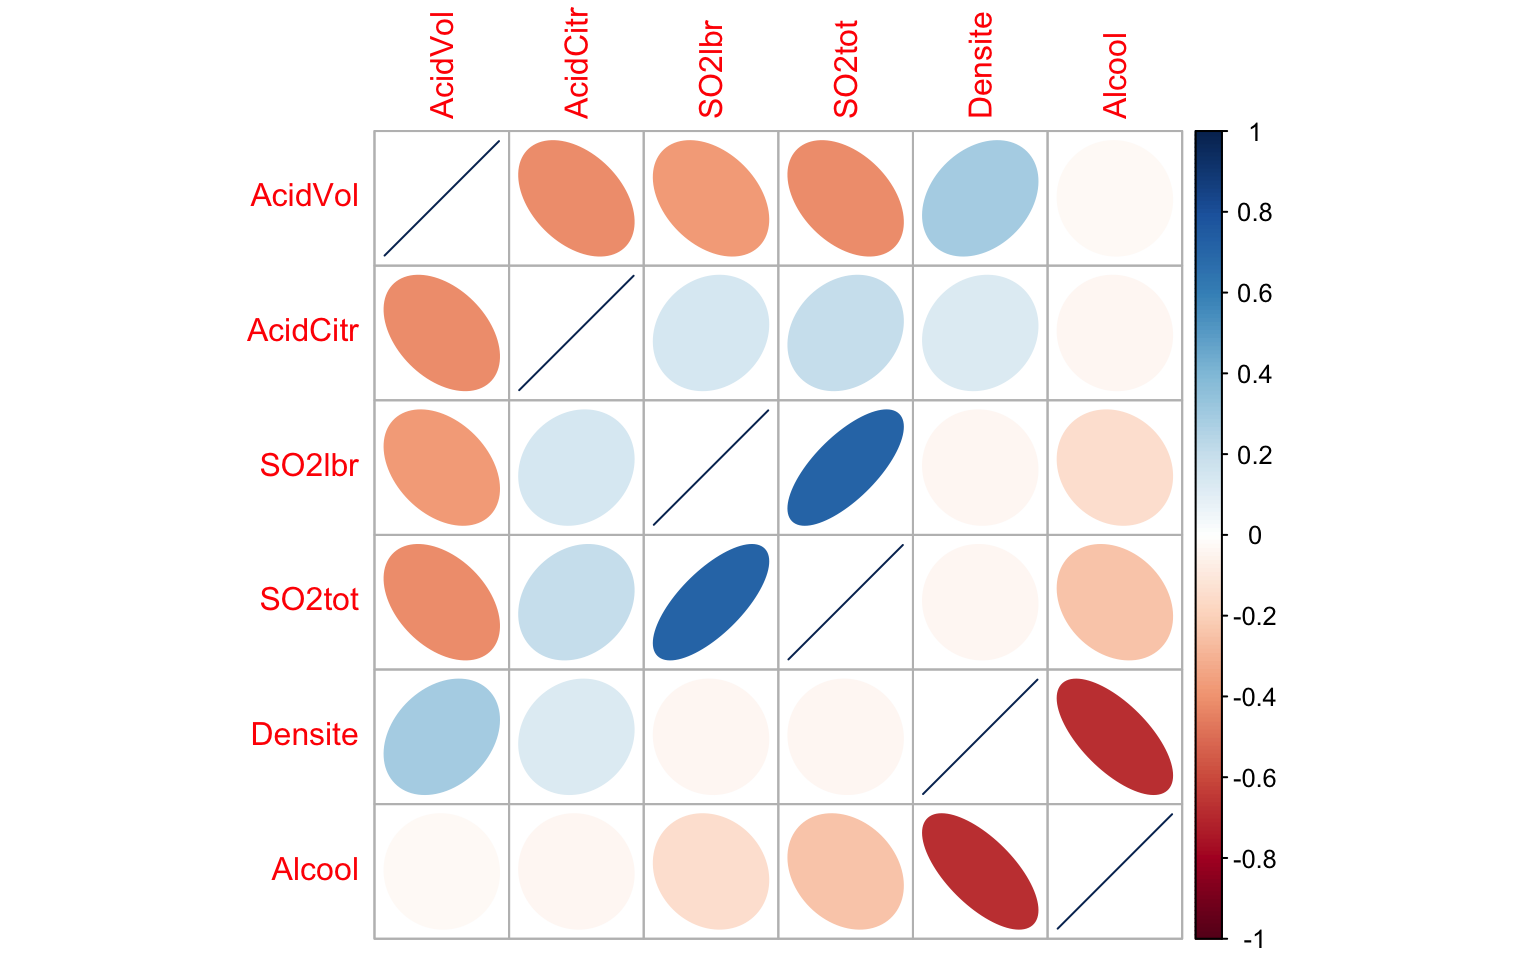 AcidVol
AcidCitr
SO2lbr
SO2tot
Densite
Alcool
AcidVol
AcidCitr
SO2lbr
SO2tot
Densite
Alcool
1
0.8
0.6
0.4
0.2
0
-0.2
-0.4
-0.6
-0.8
-1